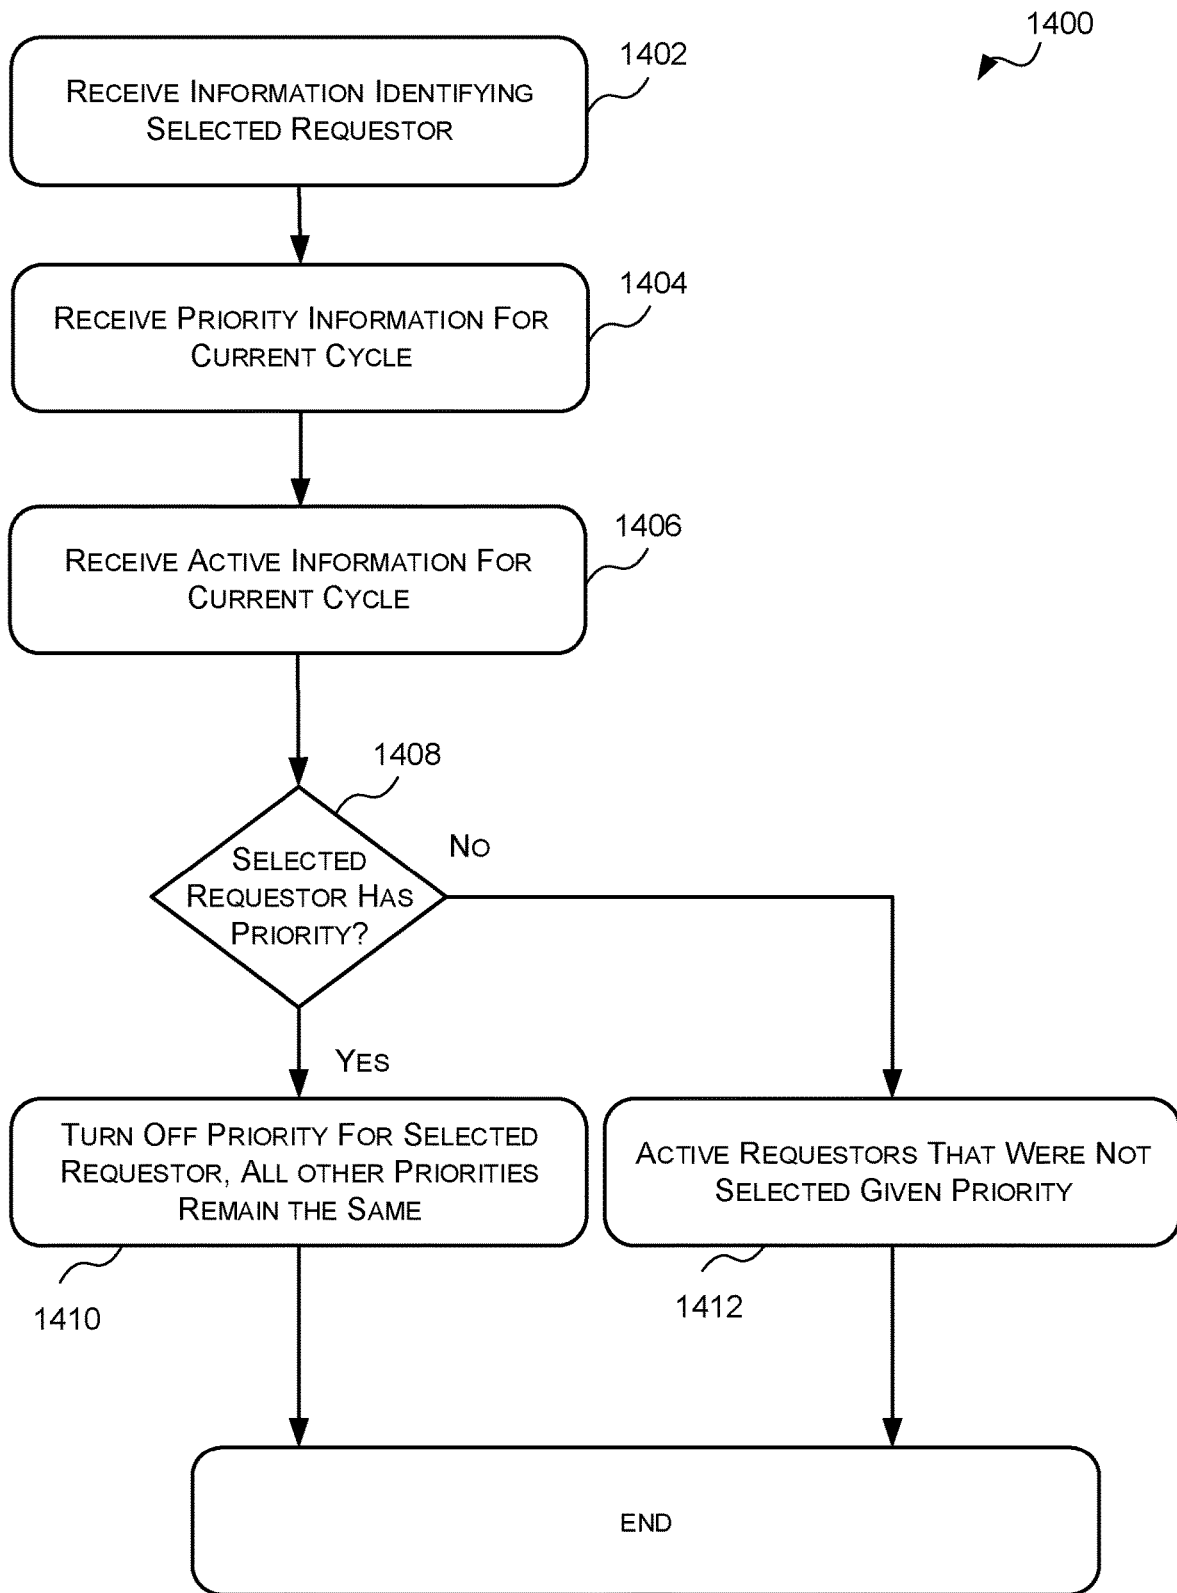 1400
1402
RECEIVE INFORMATION IDENTIFYING
SELECTED REQUESTOR
1404
RECEIVE PRIORITY INFORMATION FOR
CURRENT CYCLE
1406
RECEIVE ACTIVE INFORMATION FOR
CURRENT CYCLE
1408
SELECTED
REQUESTOR HAS
PRIORITY?
NO
YES
TURN OFF PRIORITY FOR SELECTED
REQUESTOR, ALL OTHER PRIORITIES
REMAIN THE SAME
1410
ACTIVE REQUESTORS THAT WERE NOT
SELECTED GIVEN PRIORITY
1412
END